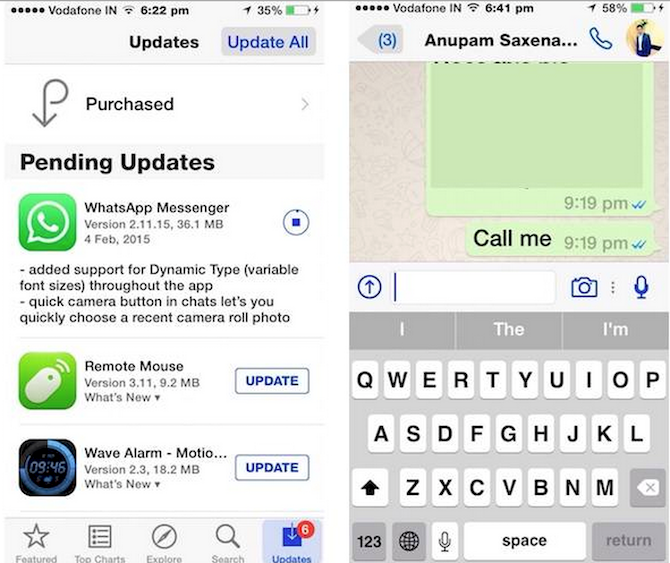 Vodafone IN 6:22 pm 35%
Updates Update All
Purchased
Pending Updates
WhatsApp Messenger
Version 2.11.15, 36.1 MB
4 Feb, 2015
- added support for Dynamic Type (variable
font sizes) throughout the app
- quick camera button in chats let's you
quickly choose a recent camera roll photo
Remote Mouse
Version 3.11, 9.2 MB
What's New ▾
UPDATE
09:46
Wave Alarm - Motio...
Version 2.3, 18.2 MB
What's New ▾
UPDATE
6
Featured Top Charts Explore Search Updates
Vodafone IN 6:41 pm 58%
(3) Anupam Saxena...
9:19 pm
Call me 9:19 pm
I The I'm
Q W E R T Y U I O P
A S D F G H J K L
Z X C V B N M
123 space return